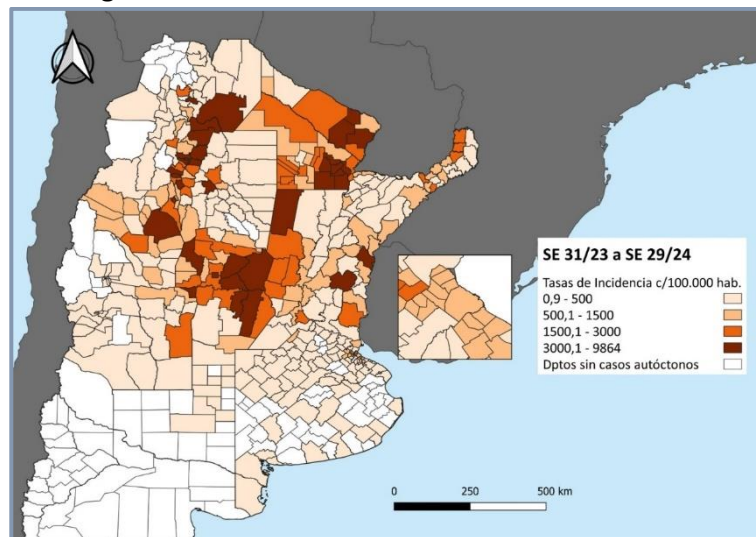 SE 31/23 a SE 29/24
Tasas de Incidencia c/100.000 hab.
0,9 - 500
500,1 - 1500
1500,1 - 3000
3000,1 - 9864
Dptos sin casos autóctonos
0 250 500 km